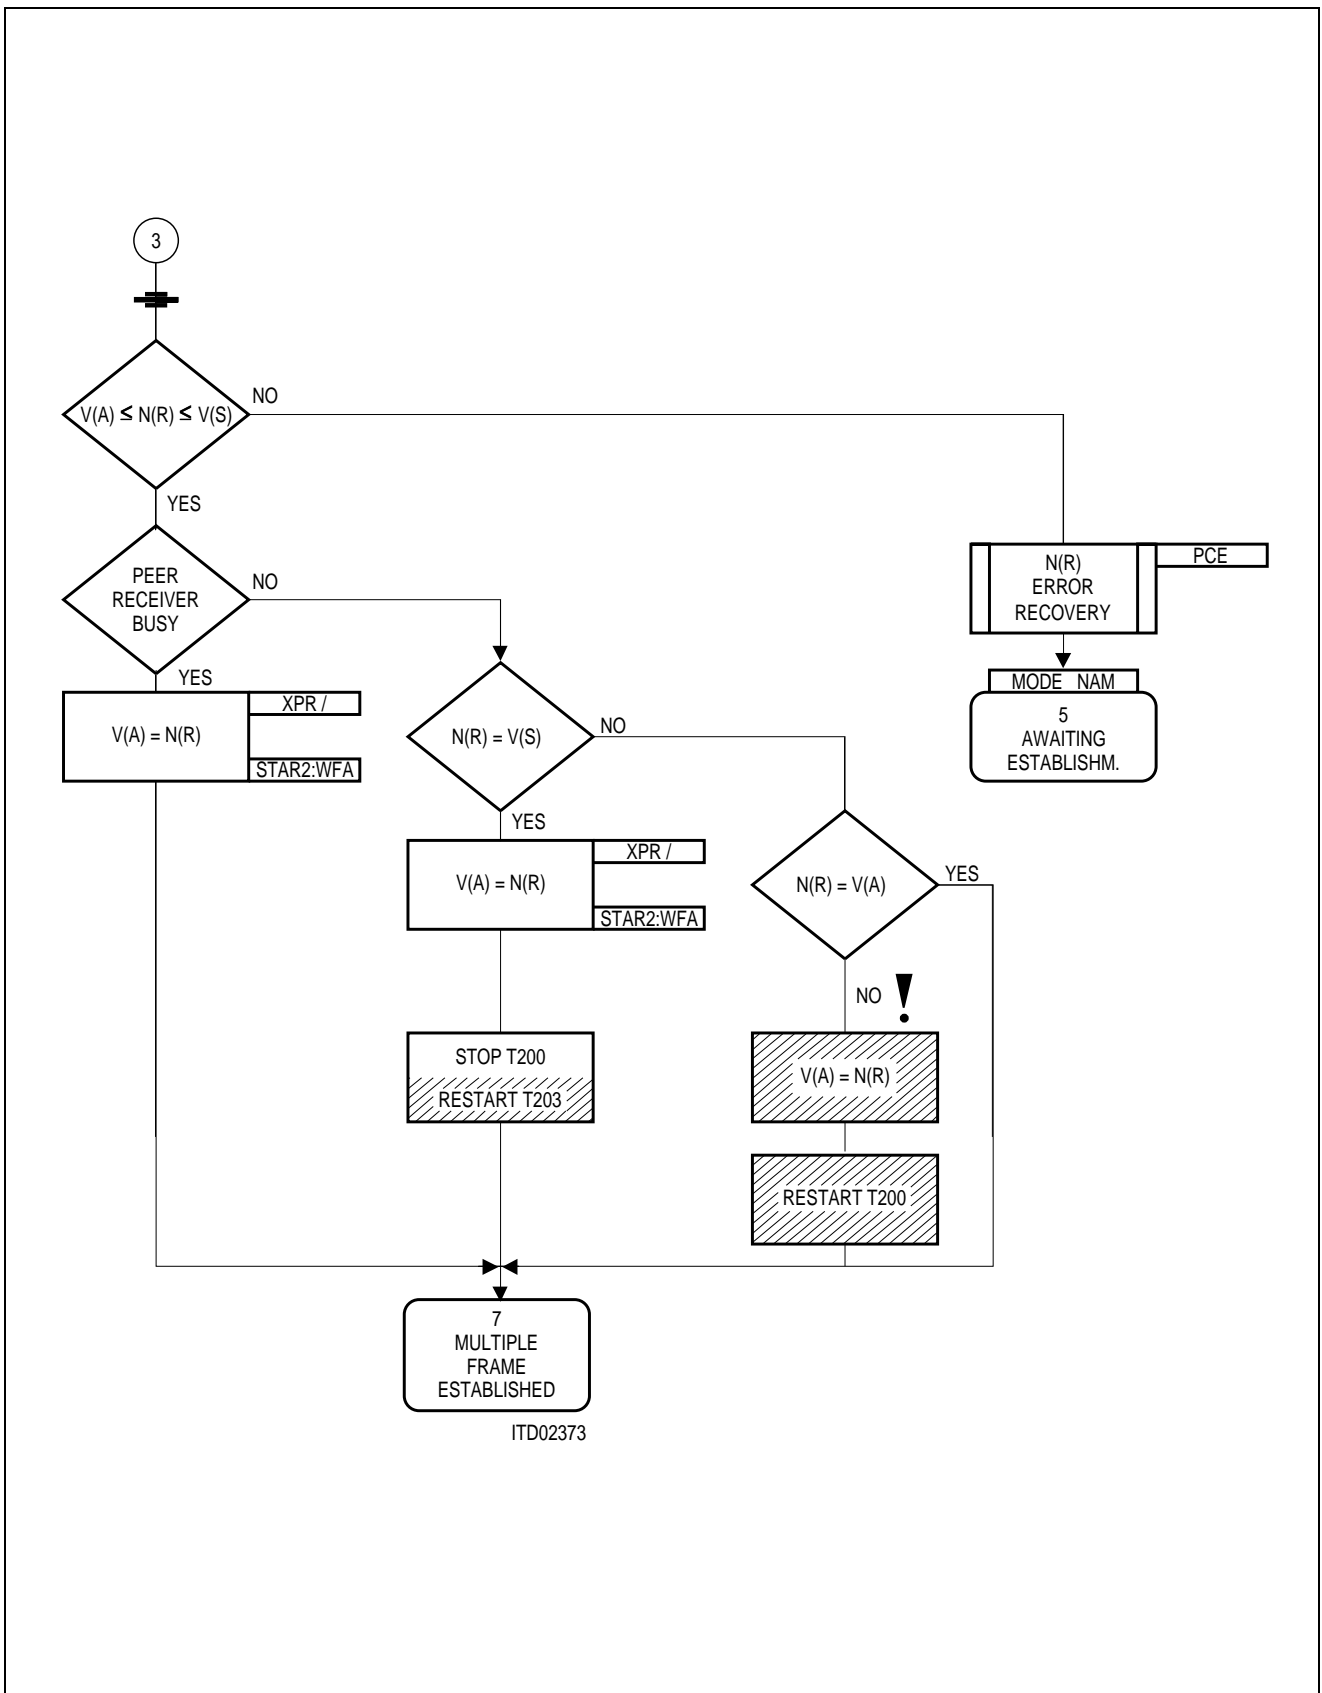 3
V(A) ≤ N(R) ≤ V(S)
NO
YES
PEER
RECEIVER
BUSY
NO
YES
N(R)
ERROR
RECOVERY
PCE
MODE NAM
5
AWAITING
ESTABLISHM.
V(A) = N(R)
XPR /
STAR2:WFA
N(R) = V(S)
NO
YES
V(A) = N(R)
XPR /
STAR2:WFA
N(R) = V(A)
YES
NO !
STOP T200
RESTART T203
V(A) = N(R)
RESTART T200
7
MULTIPLE
FRAME
ESTABLISHED
ITD02373